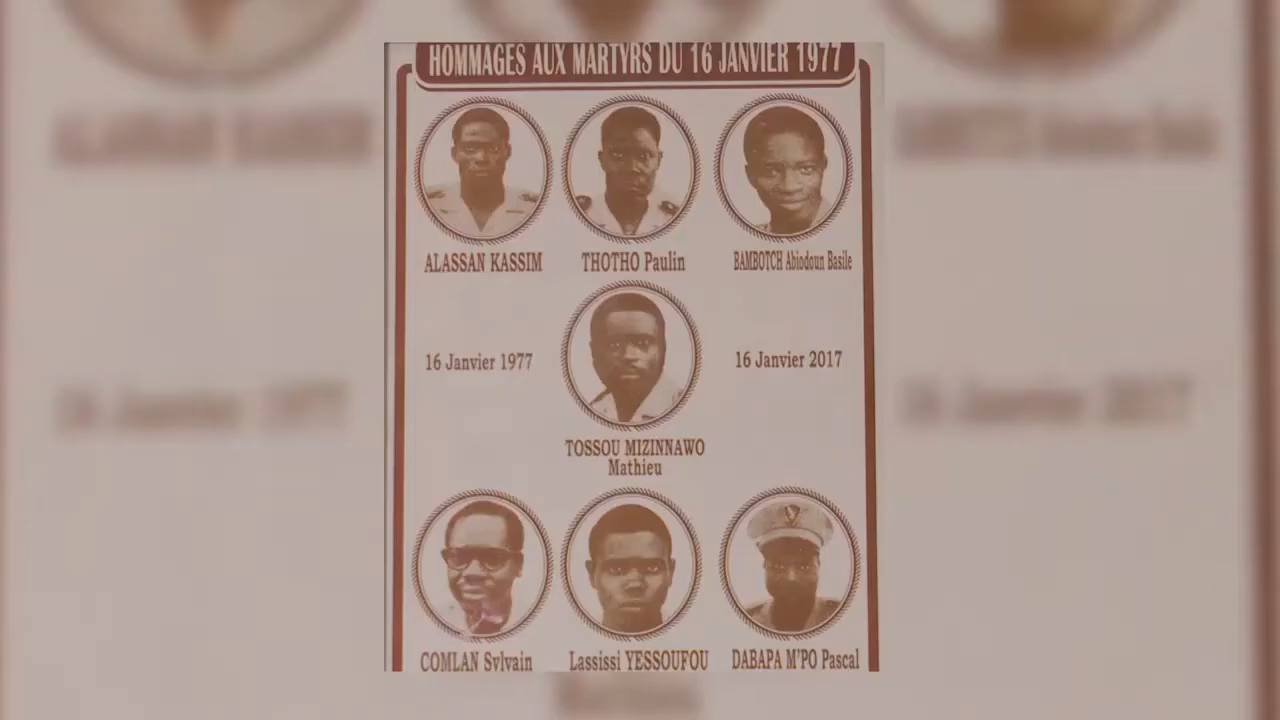 HOMMAGES AUX MARTYRS DU 16 JANVIER 1977
ALASSAN KASSIM
THOTHO Paulin
BAMBOTCH Abiodoun Basile
16 Janvier 1977
16 Janvier 2017
TOSSOU MIZINNAWO
Mathieu
COMLAN Sylvain
Lassissi YESSOUFOU
DABAPA M'PO Pascal